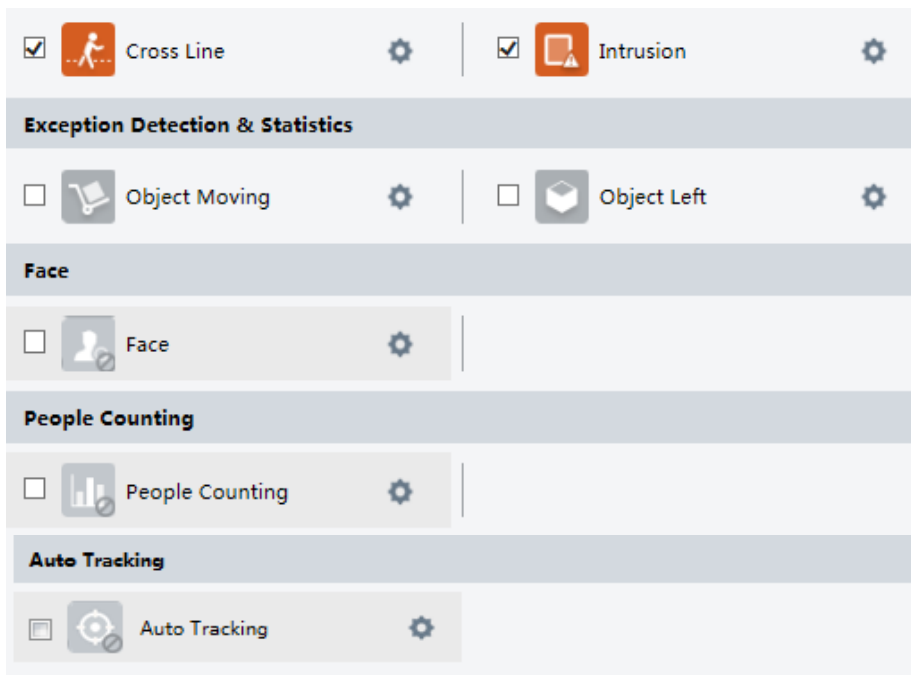 Cross Line
Intrusion
Exception Detection & Statistics
Object Moving
Object Left
Face
Face
People Counting
People Counting
Auto Tracking
Auto Tracking